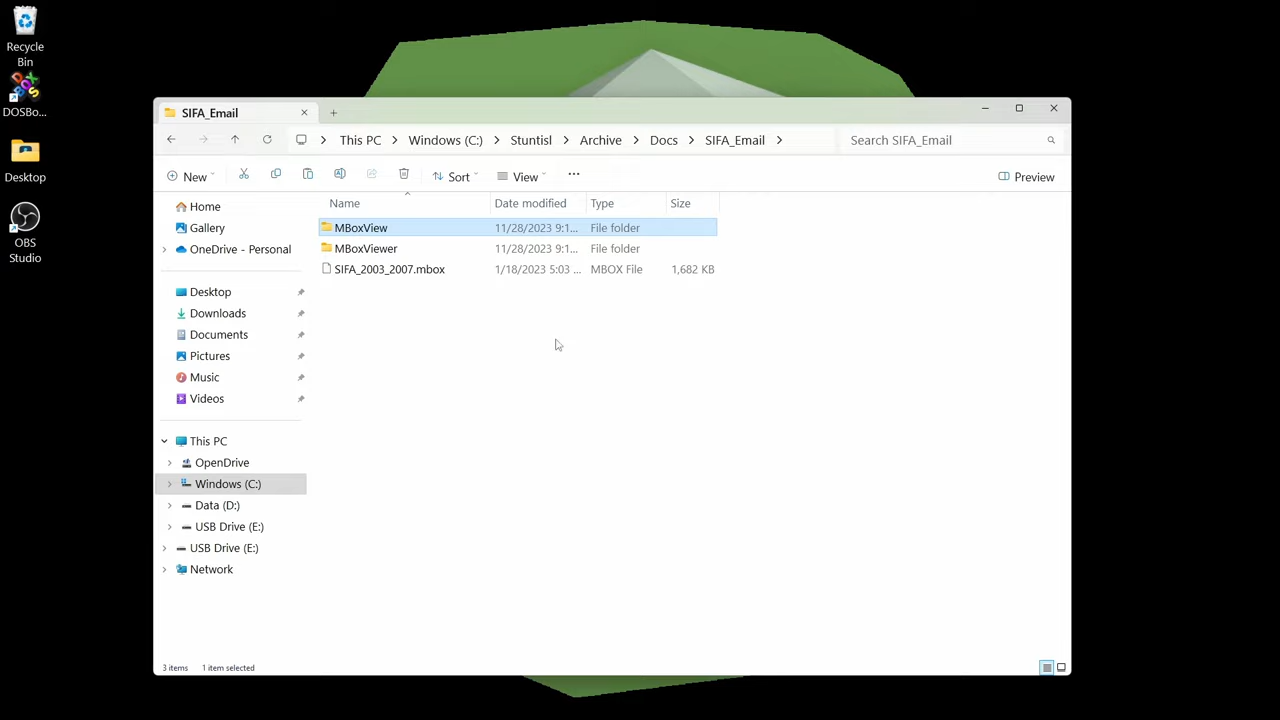 Recycle
Bin
DOSBo...
Desktop
OBS
Studio
SIFA_Email
This PC > Windows (C:) > Stuntisl > Archive > Docs > SIFA_Email >
Search SIFA_Email
New
Sort
View
...
Preview
Name Date modified Type Size
MBoxView 11/28/2023 9:1... File folder
MBoxViewer 11/28/2023 9:1... File folder
SIFA_2003_2007.mbox 1/18/2023 5:03 ... MBOX File 1,682 KB
Home
Gallery
OneDrive - Personal
Desktop
Downloads
Documents
Pictures
Music
Videos
This PC
OpenDrive
Windows (C:)
Data (D:)
USB Drive (E:)
USB Drive (E:)
Network
3 items 1 item selected